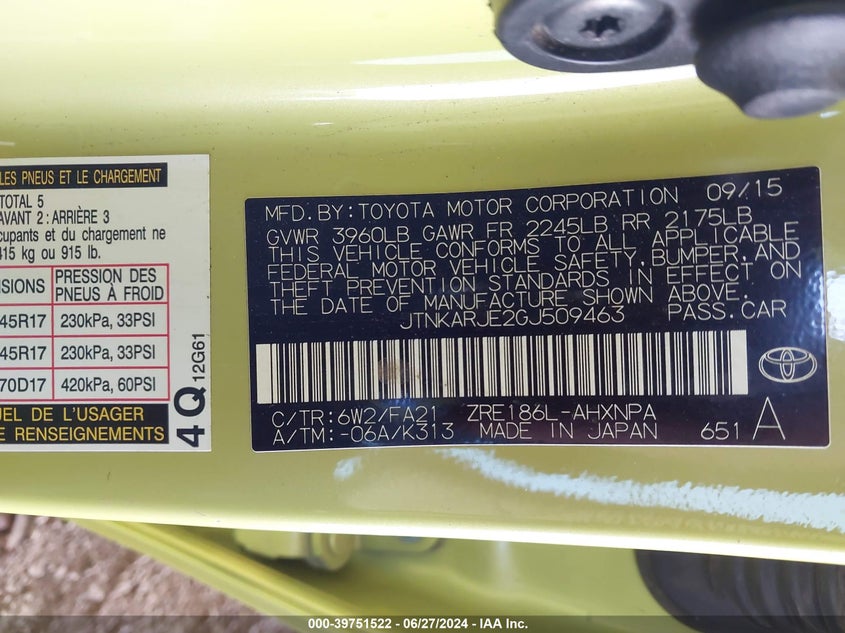 LES PNEUS ET LE CHARGEMENT
TOTAL 5
AVANT 2 : ARRIÈRE 3
cupants et du chargement ne
415 kg ou 915 lb.
SIONS PRESSION DES PNEUS À FROID
45R17 230kPa, 33PSI
45R17 230kPa, 33PSI
70D17 420kPa, 60PSI
UEL DE L'USAGER
E RENSEIGNEMENTS
4Q 12G61
MFD. BY: TOYOTA MOTOR CORPORATION 09/15
GVWR 3960LB GAWR FR 2245LB RR 2175LB
THIS VEHICLE CONFORMS TO ALL APPLICABLE
FEDERAL MOTOR VEHICLE SAFETY, BUMPER, AND
THEFT PREVENTION STANDARDS IN EFFECT ON
THE DATE OF MANUFACTURE SHOWN ABOVE.
JTNKARJE2GJ509463 PASS.CAR
C/TR: 6W2/FA21 ZRE186L-AHXNPA
A/TM: -06A/K313 MADE IN JAPAN 651 A
TOYOTA
000-39751522 - 06/27/2024 - IAA Inc.